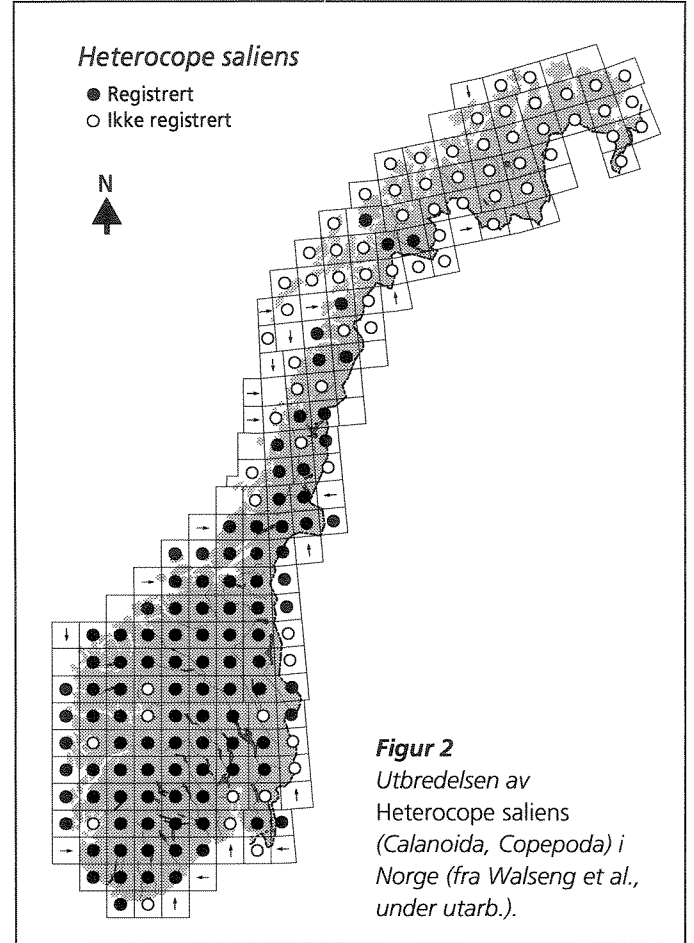 Heterocope saliens
● Registrert
○ Ikke registrert
N
Figur 2
Utbredelsen av
Heterocope saliens
(Calanoida, Copepoda) i
Norge (fra Walseng et al.,
under utarb.).